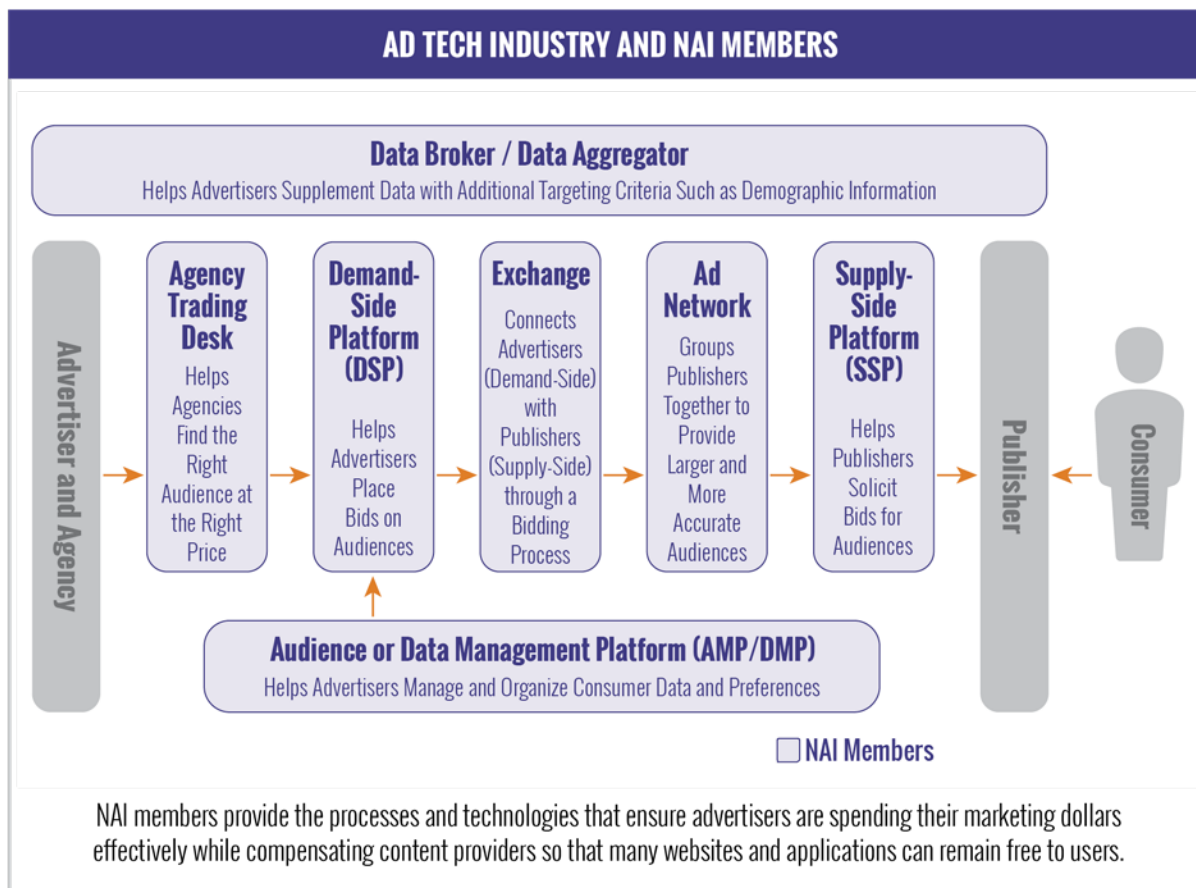 AD TECH INDUSTRY AND NAI MEMBERS
Data Broker / Data Aggregator
Helps Advertisers Supplement Data with Additional Targeting Criteria Such as Demographic Information
Advertiser and Agency
Agency
Trading
Desk
Helps
Agencies
Find the
Right
Audience at
the Right
Price
Demand-
Side
Platform
(DSP)
Helps
Advertisers
Place
Bids on
Audiences
Exchange
Connects
Advertisers
(Demand-Side)
with
Publishers
(Supply-Side)
through a
Bidding
Process
Ad
Network
Groups
Publishers
Together to
Provide
Larger and
More
Accurate
Audiences
Supply-
Side
Platform
(SSP)
Helps
Publishers
Solicit
Bids for
Audiences
Publisher
Consumer
Audience or Data Management Platform (AMP/DMP)
Helps Advertisers Manage and Organize Consumer Data and Preferences
NAI Members
NAI members provide the processes and technologies that ensure advertisers are spending their marketing dollars
effectively while compensating content providers so that many websites and applications can remain free to users.